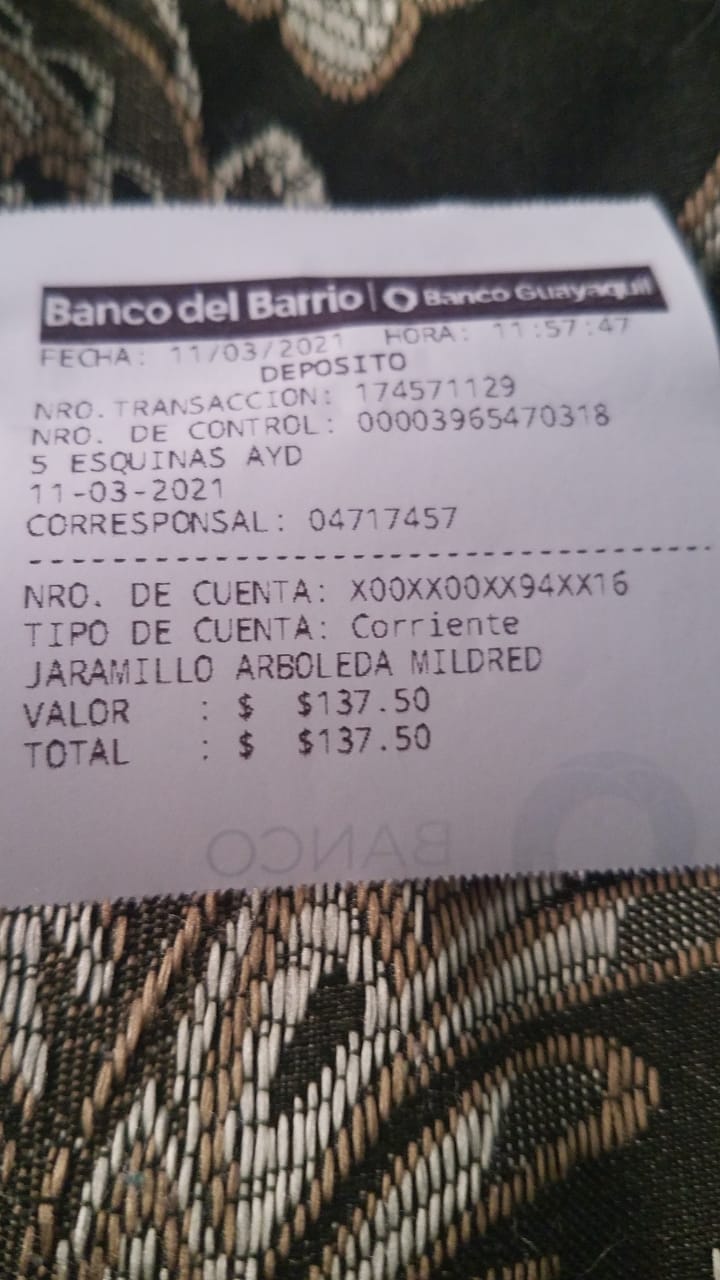 Banco del Barrio | Banco Guayaquil
FECHA: 11/03/2021 HORA: 11:57:47
DEPOSITO
NRO. TRANSACCION: 174571129
NRO. DE CONTROL: 00003965470318
5 ESQUINAS AYD
11-03-2021
CORRESPONSAL: 04717457
NRO. DE CUENTA: X00XX00XX94XX16
TIPO DE CUENTA: Corriente
JARAMILLO ARBOLEDA MILDRED
VALOR : $ $137.50
TOTAL : $ $137.50
BANCO